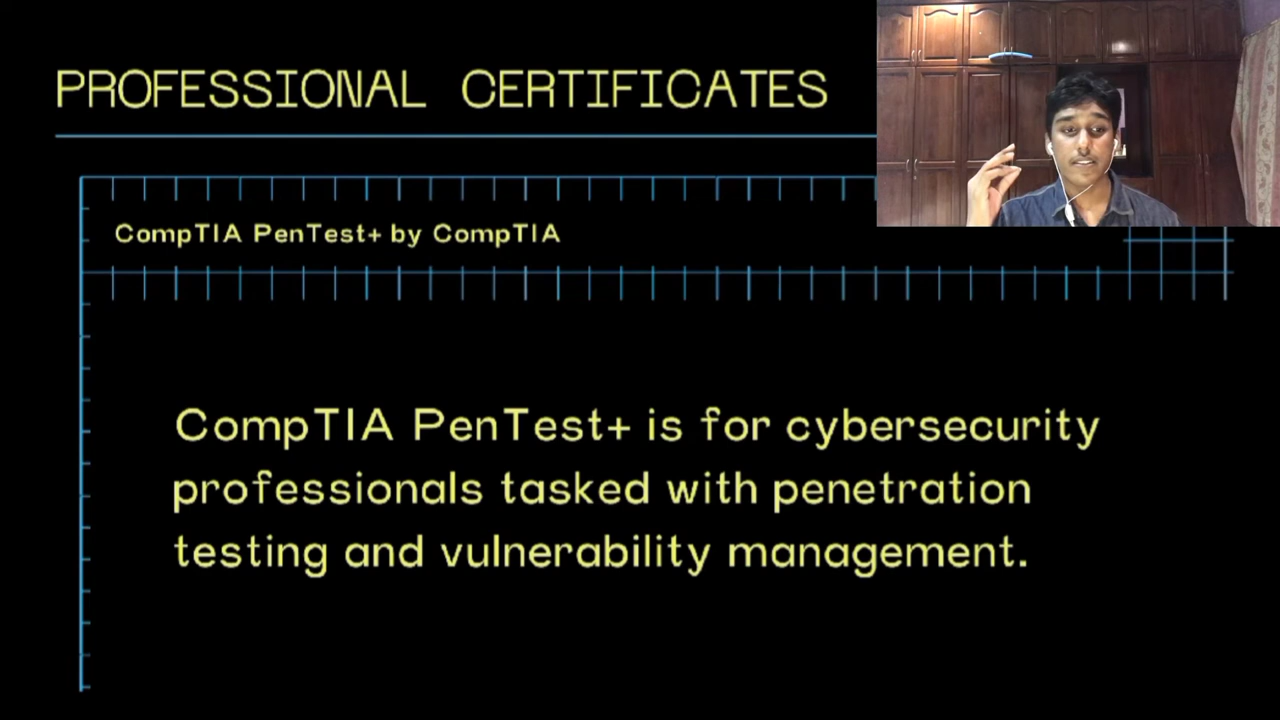 PROFESSIONAL CERTIFICATES
CompTIA PenTest+ by CompTIA
CompTIA PenTest+ is for cybersecurity
professionals tasked with penetration
testing and vulnerability management.